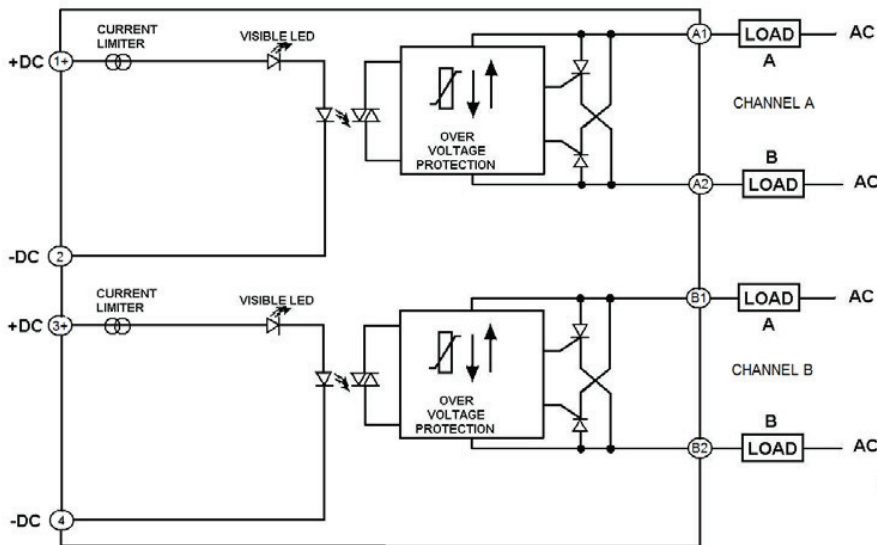 CURRENT
LIMITER
VISIBLE LED
+DC 1+
A1 LOAD AC
A
CHANNEL A
OVER
VOLTAGE
PROTECTION
B
A2 LOAD AC
-DC 2
CURRENT
LIMITER
VISIBLE LED
+DC 3+
B1 LOAD AC
A
CHANNEL B
OVER
VOLTAGE
PROTECTION
B
B2 LOAD AC
-DC 4